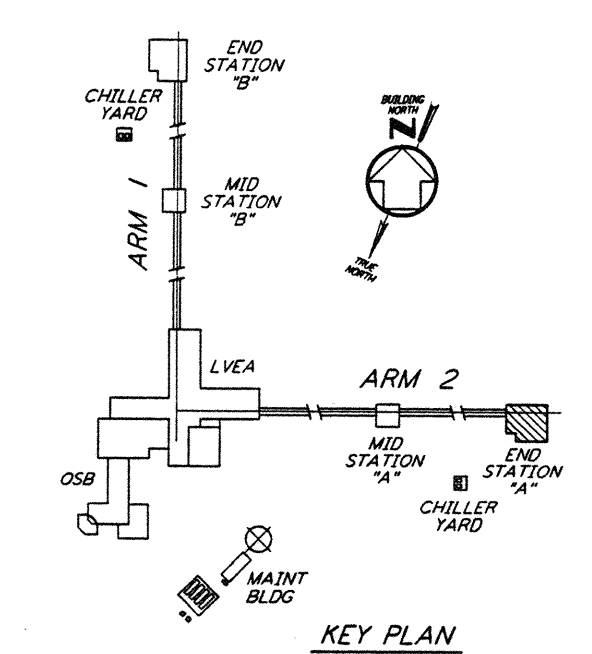 END
STATION
"B"
CHILLER
YARD
BUILDING
NORTH
N
ARM 1
MID
STATION
"B"
TRUE
NORTH
LVEA
ARM 2
MID
STATION
"A"
END
STATION
"A"
OSB
CHILLER
YARD
MAINT
BLDG
KEY PLAN